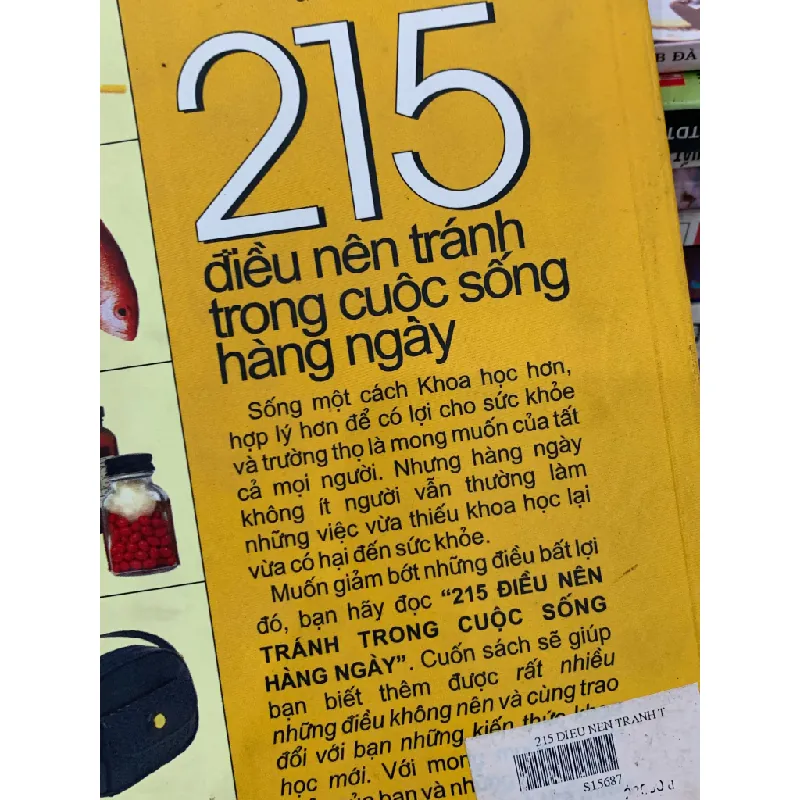 215
điều nên tránh
trong cuộc sống
hàng ngày
Sống một cách Khoa học hơn,
hợp lý hơn để có lợi cho sức khỏe
và trường thọ là mong muốn của tất
cả mọi người. Nhưng hàng ngày
không ít người vẫn thường làm
những việc vừa thiếu khoa học lại
vừa có hại đến sức khỏe.
Muốn giảm bớt những điều bất lợi
đó, bạn hãy đọc “215 ĐIỀU NÊN
TRÁNH TRONG CUỘC SỐNG
HÀNG NGÀY”. Cuốn sách sẽ giúp
bạn biết thêm được rất nhiều
những điều không nên và cùng trao
đổi với bạn những kiến thức
học mới. Với
của bạn và
215 DIEU NEN TRANH T
S15687
B ĐÀ